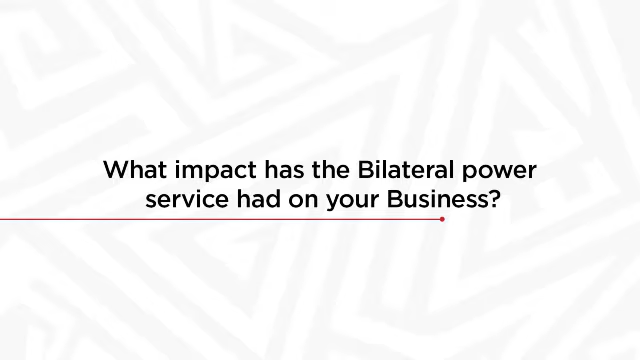 What impact has the Bilateral power
service had on your Business?